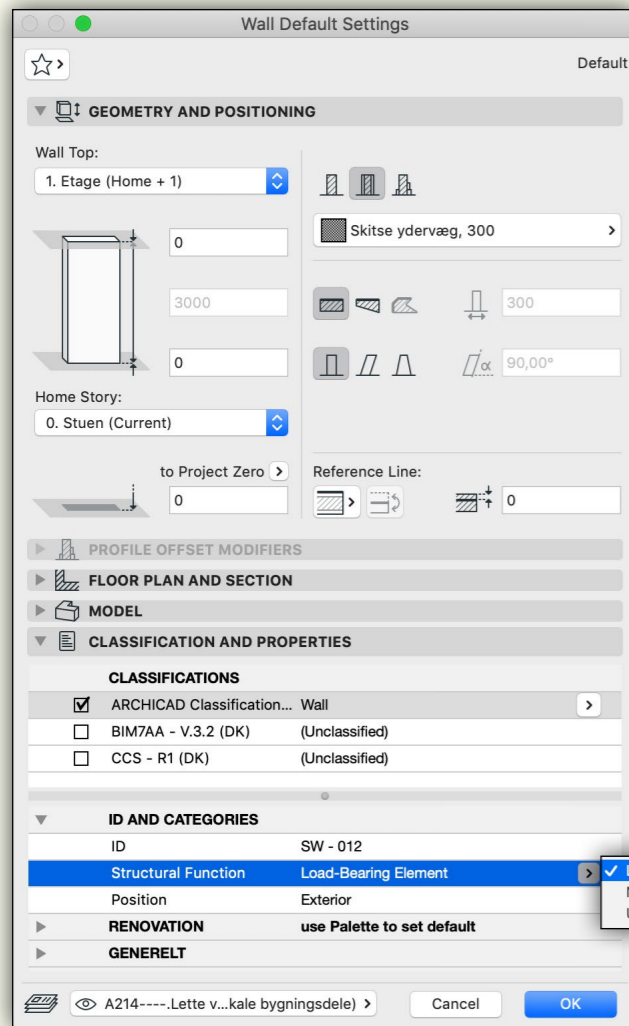 Wall Default Settings
Default
GEOMETRY AND POSITIONING
Wall Top:
1. Etage (Home + 1)
0
3000
0
Home Story:
0. Stuen (Current)
to Project Zero
0
Skitse ydervæg, 300
300
α 90,00°
Reference Line:
0
PROFILE OFFSET MODIFIERS
FLOOR PLAN AND SECTION
MODEL
CLASSIFICATION AND PROPERTIES
CLASSIFICATIONS
ARCHICAD Classification... Wall
BIM7AA - V.3.2 (DK) (Unclassified)
CCS - R1 (DK) (Unclassified)
ID AND CATEGORIES
ID SW - 012
Structural Function Load-Bearing Element
Position Exterior
RENOVATION use Palette to set default
GENERELT
A214----.Lette v...kale bygningsdele)
Cancel
OK